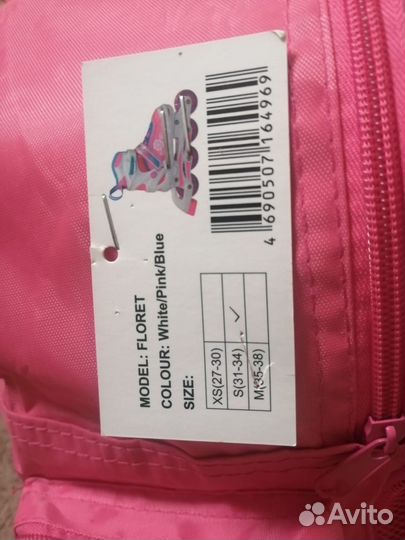 MODEL: FLORET
COLOUR: White/Pink/Blue
SIZE:
XS(27-30)
S(31-34) ✓
M(35-38)
4 690507 164969
Avito